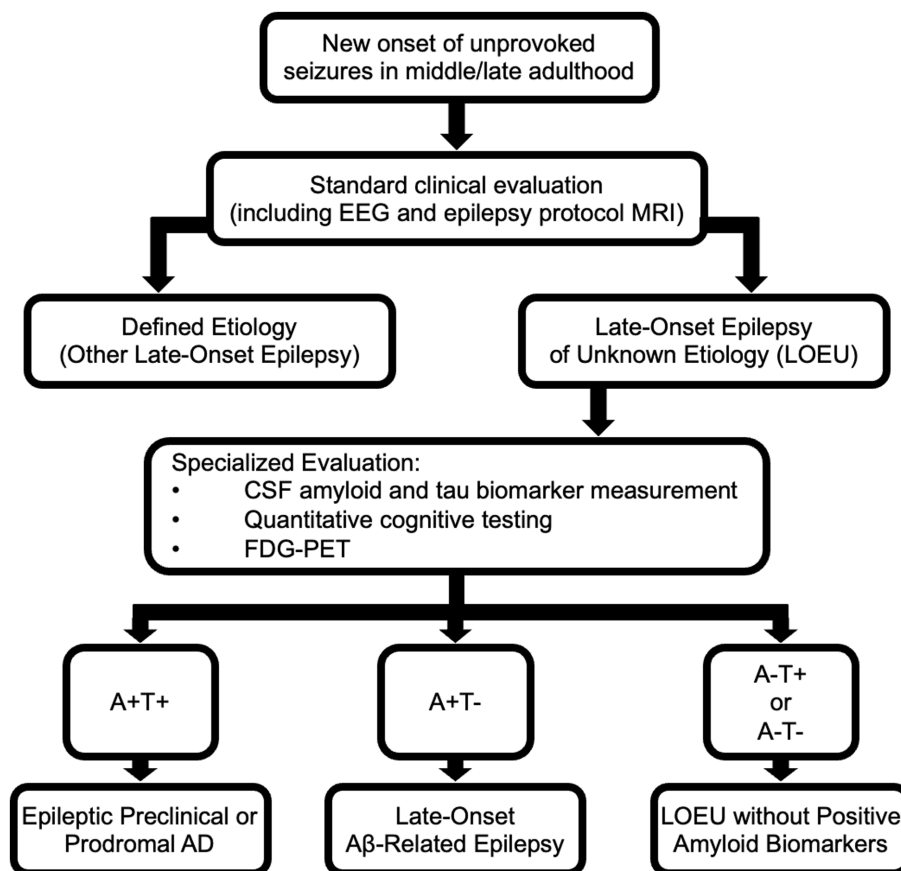 New onset of unprovoked
seizures in middle/late adulthood
Standard clinical evaluation
(including EEG and epilepsy protocol MRI)
Defined Etiology
(Other Late-Onset Epilepsy)
Late-Onset Epilepsy
of Unknown Etiology (LOEU)
Specialized Evaluation:
• CSF amyloid and tau biomarker measurement
• Quantitative cognitive testing
• FDG-PET
A+T+
A+T-
A-T+
or
A-T-
Epileptic Preclinical or
Prodromal AD
Late-Onset
Aβ-Related Epilepsy
LOEU without Positive
Amyloid Biomarkers